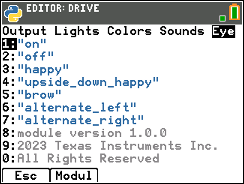 EDITOR: DRIVE
Output Lights Colors Sounds Eye
1:"on"
2:"off"
3:"happy"
4:"upside_down_happy"
5:"brow"
6:"alternate_left"
7:"alternate_right"
8:module version 1.0.0
9:2023 Texas Instruments Inc.
0:All Rights Reserved
Esc Modul